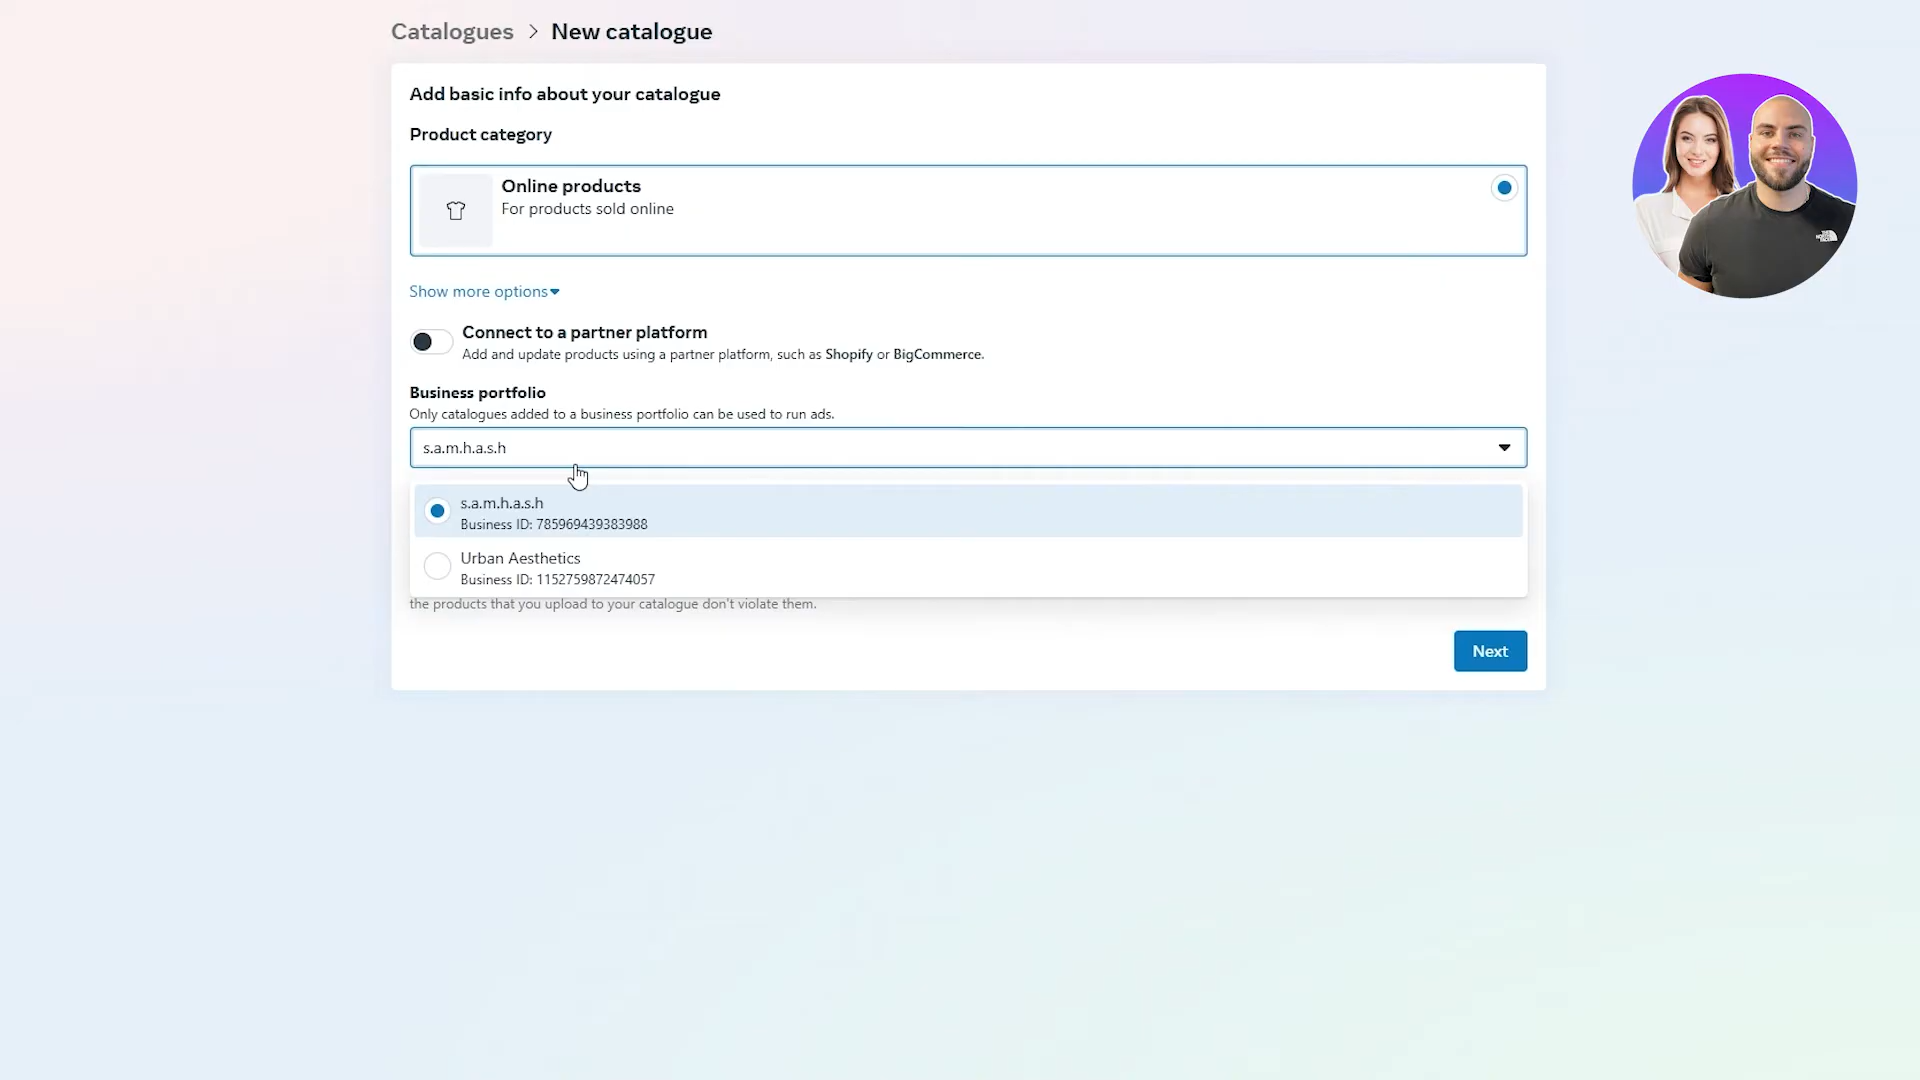 Catalogues > New catalogue
Add basic info about your catalogue
Product category
Online products
For products sold online
Show more options
Connect to a partner platform
Add and update products using a partner platform, such as Shopify or BigCommerce.
Business portfolio
Only catalogues added to a business portfolio can be used to run ads.
s.a.m.h.a.s.h
s.a.m.h.a.s.h
Business ID: 785969439383988
Urban Aesthetics
Business ID: 1152759872474057
the products that you upload to your catalogue don't violate them.
Next